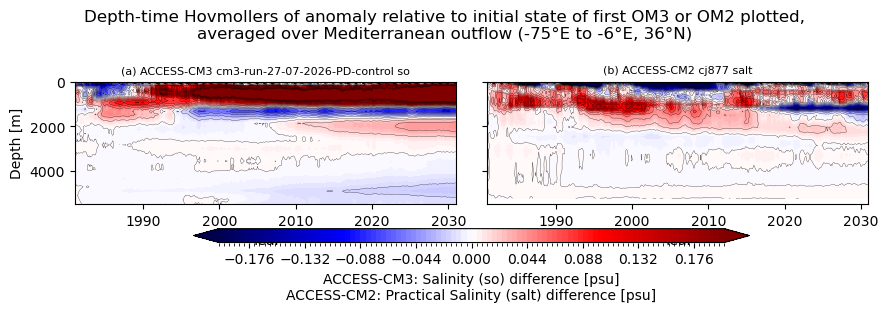 Depth-time Hovmollers of anomaly relative to initial state of first OM3 or OM2 plotted,
averaged over Mediterranean outflow (-75°E to -6°E, 36°N)
(a) ACCESS-CM3 cm3-run-27-07-2026-PD-control so
(b) ACCESS-CM2 cj877 salt
Depth [m]
0
2000
4000
1990 2000 2010 2020 2030
1990 2000 2010 2020 2030
−0.176 −0.132 −0.088 −0.044 0.000 0.044 0.088 0.132 0.176
ACCESS-CM3: Salinity (so) difference [psu]
ACCESS-CM2: Practical Salinity (salt) difference [psu]